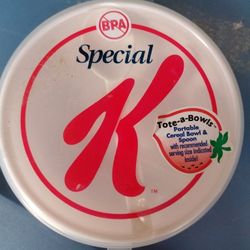 BPA
Special
K
TM
Tote-a-Bowls
Portable
Cereal Bowl &
Spoon
with recommended
serving size indicated
inside!